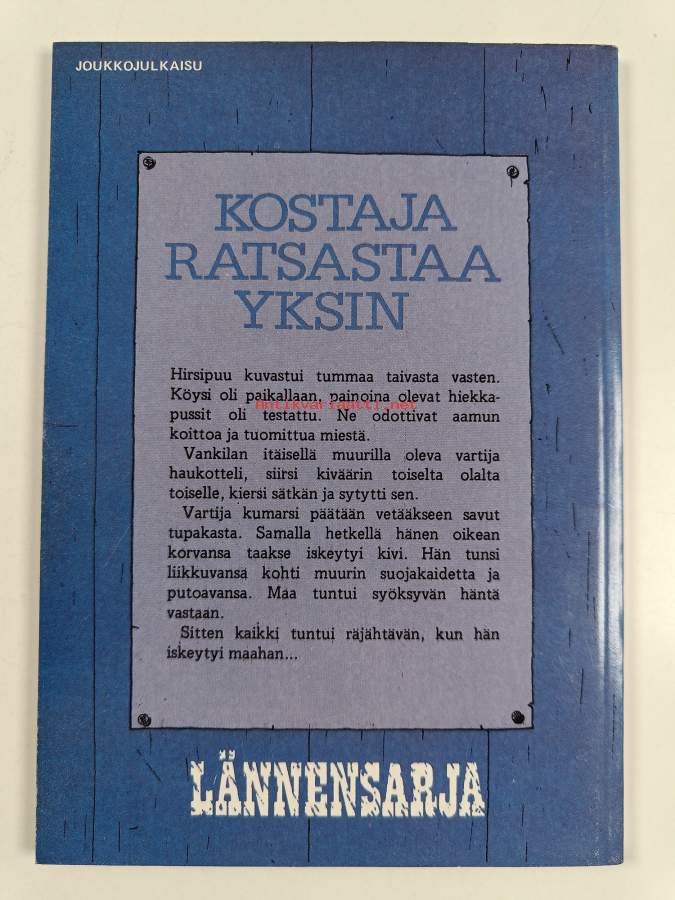 JOUKKOJULKAISU
KOSTAJA
RATSASTAA
YKSIN
Hirsipuu kuvastui tummaa taivasta vasten.
Köysi oli paikallaan, painoina olevat hiekka-
Antikvariaatti.net
pussit oli testattu. Ne odottivat aamun
koittoa ja tuomittua miestä.
Vankilan itäisellä muurilla oleva vartija
haukotteli, siirsi kiväärin toiselta olalta
toiselle, kiersi sätkän ja sytytti sen.
Vartija kumarsi päätään vetääkseen savut
tupakasta. Samalla hetkellä hänen oikean
korvansa taakse iskeytyi kivi. Hän tunsi
liikkuvansa kohti muurin suojakaidetta ja
putoavansa. Maa tuntui syöksyvän häntä
vastaan.
Sitten kaikki tuntui räjähtävän, kun hän
iskeytyi maahan...
LÄNNENSARJA